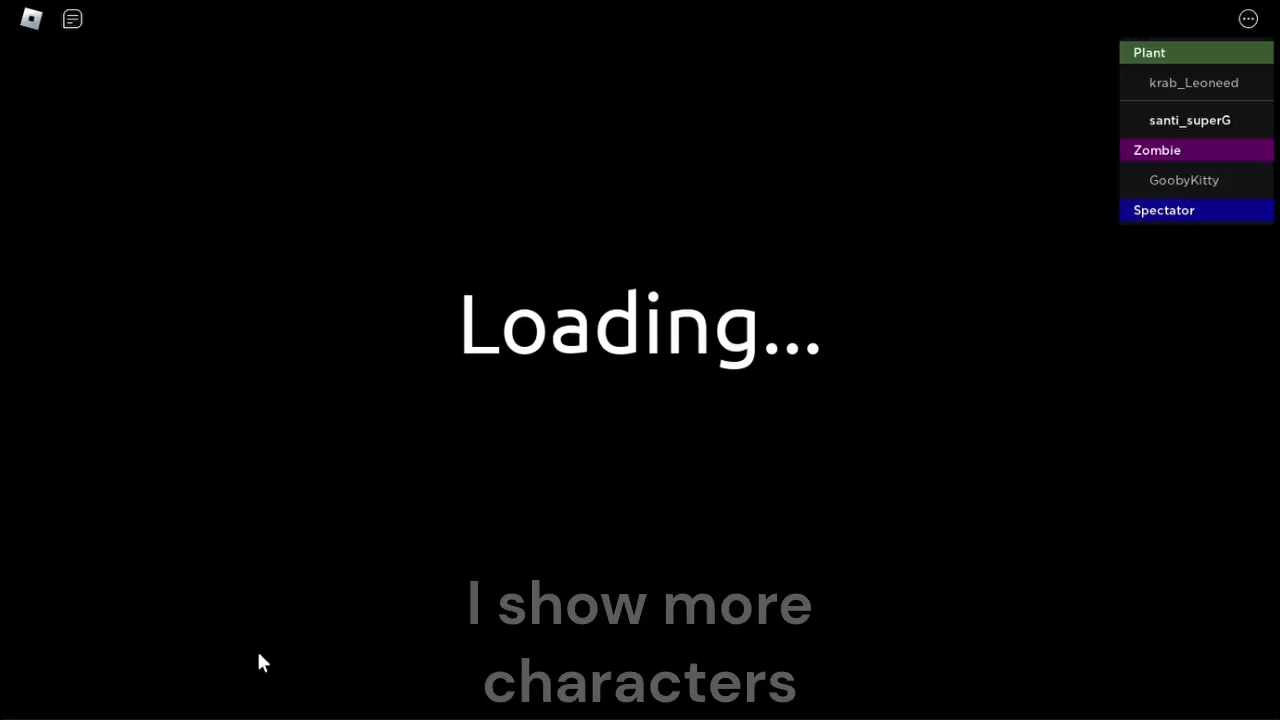 Plant
krab_Leoneed
santi_superG
Zombie
GoobyKitty
Spectator
Loading...
I show more
characters